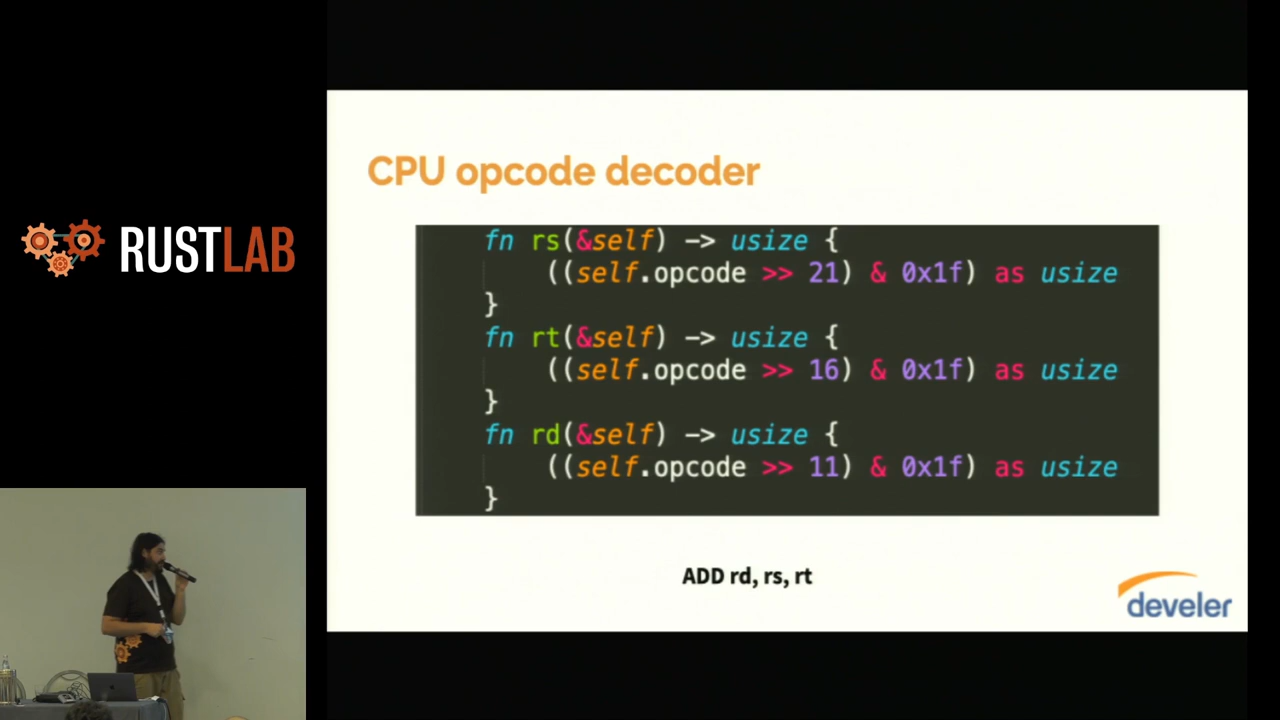 RUSTLAB
CPU opcode decoder
fn rs(&self) -> usize {
((self.opcode >> 21) & 0x1f) as usize
}
fn rt(&self) -> usize {
((self.opcode >> 16) & 0x1f) as usize
}
fn rd(&self) -> usize {
((self.opcode >> 11) & 0x1f) as usize
}
ADD rd, rs, rt
develer